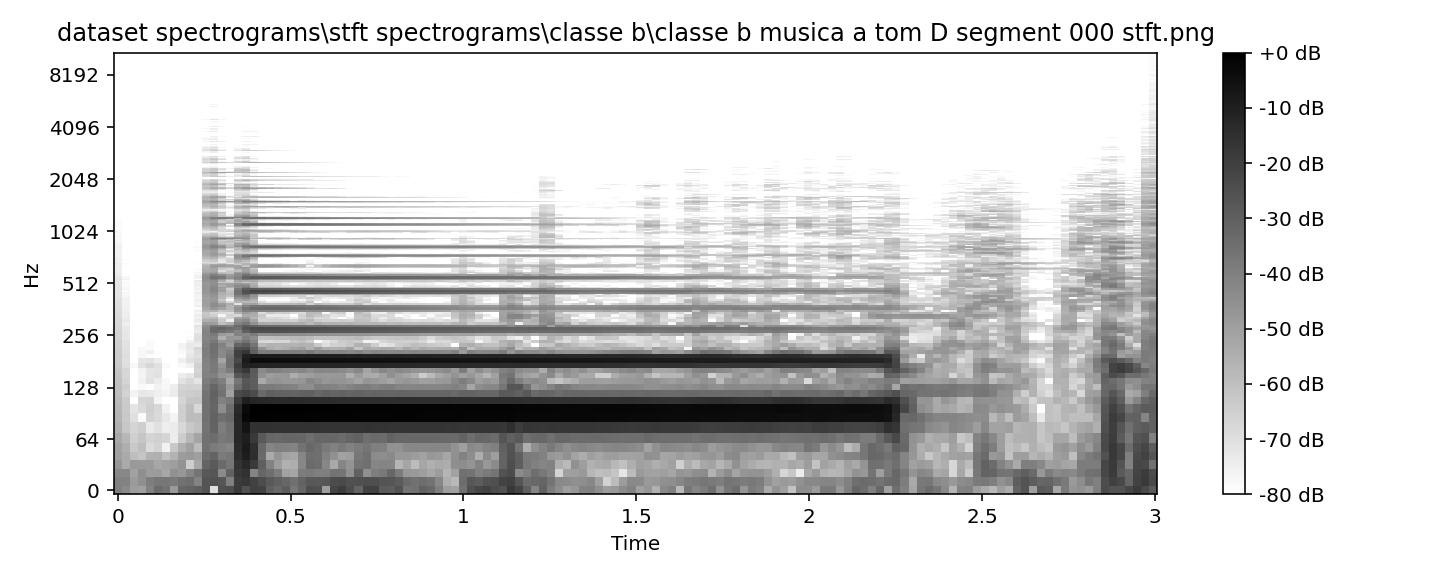 dataset spectrograms\stft spectrograms\classe b\classe b musica a tom D segment 000 stft.png
8192
4096
2048
1024
512
256
128
64
0
Hz
0
0.5
1
1.5
2
2.5
3
Time
+0 dB
-10 dB
-20 dB
-30 dB
-40 dB
-50 dB
-60 dB
-70 dB
-80 dB